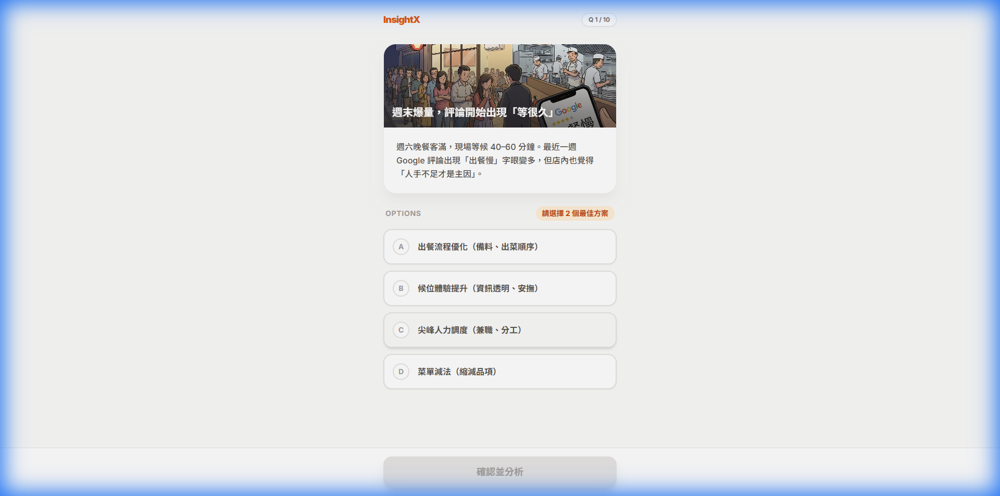 InsightX
Q 1 / 10
週末爆量，評論開始出現「等很久」
Google
餐慢
週六晚餐客滿，現場等候 40–60 分鐘。最近一週
Google 評論出現「出餐慢」字眼變多，但店內也覺得
「人手不足才是主因」。
OPTIONS
請選擇 2 個最佳方案
A
出餐流程優化（備料、出菜順序）
B
候位體驗提升（資訊透明、安撫）
C
尖峰人力調度（兼職、分工）
D
菜單減法（縮減品項）
確認並分析